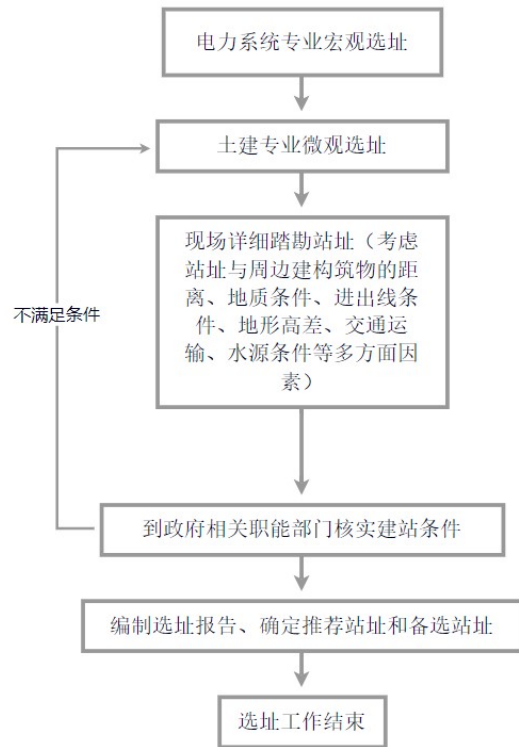 电力系统专业宏观选址
土建专业微观选址
现场详细踏勘站址（考虑
站址与周边建构筑物的距
离、地质条件、进出线条
件、地形高差、交通运
输、水源条件等多方面因
素）
不满足条件
到政府相关职能部门核实建站条件
编制选址报告、确定推荐站址和备选站址
选址工作结束